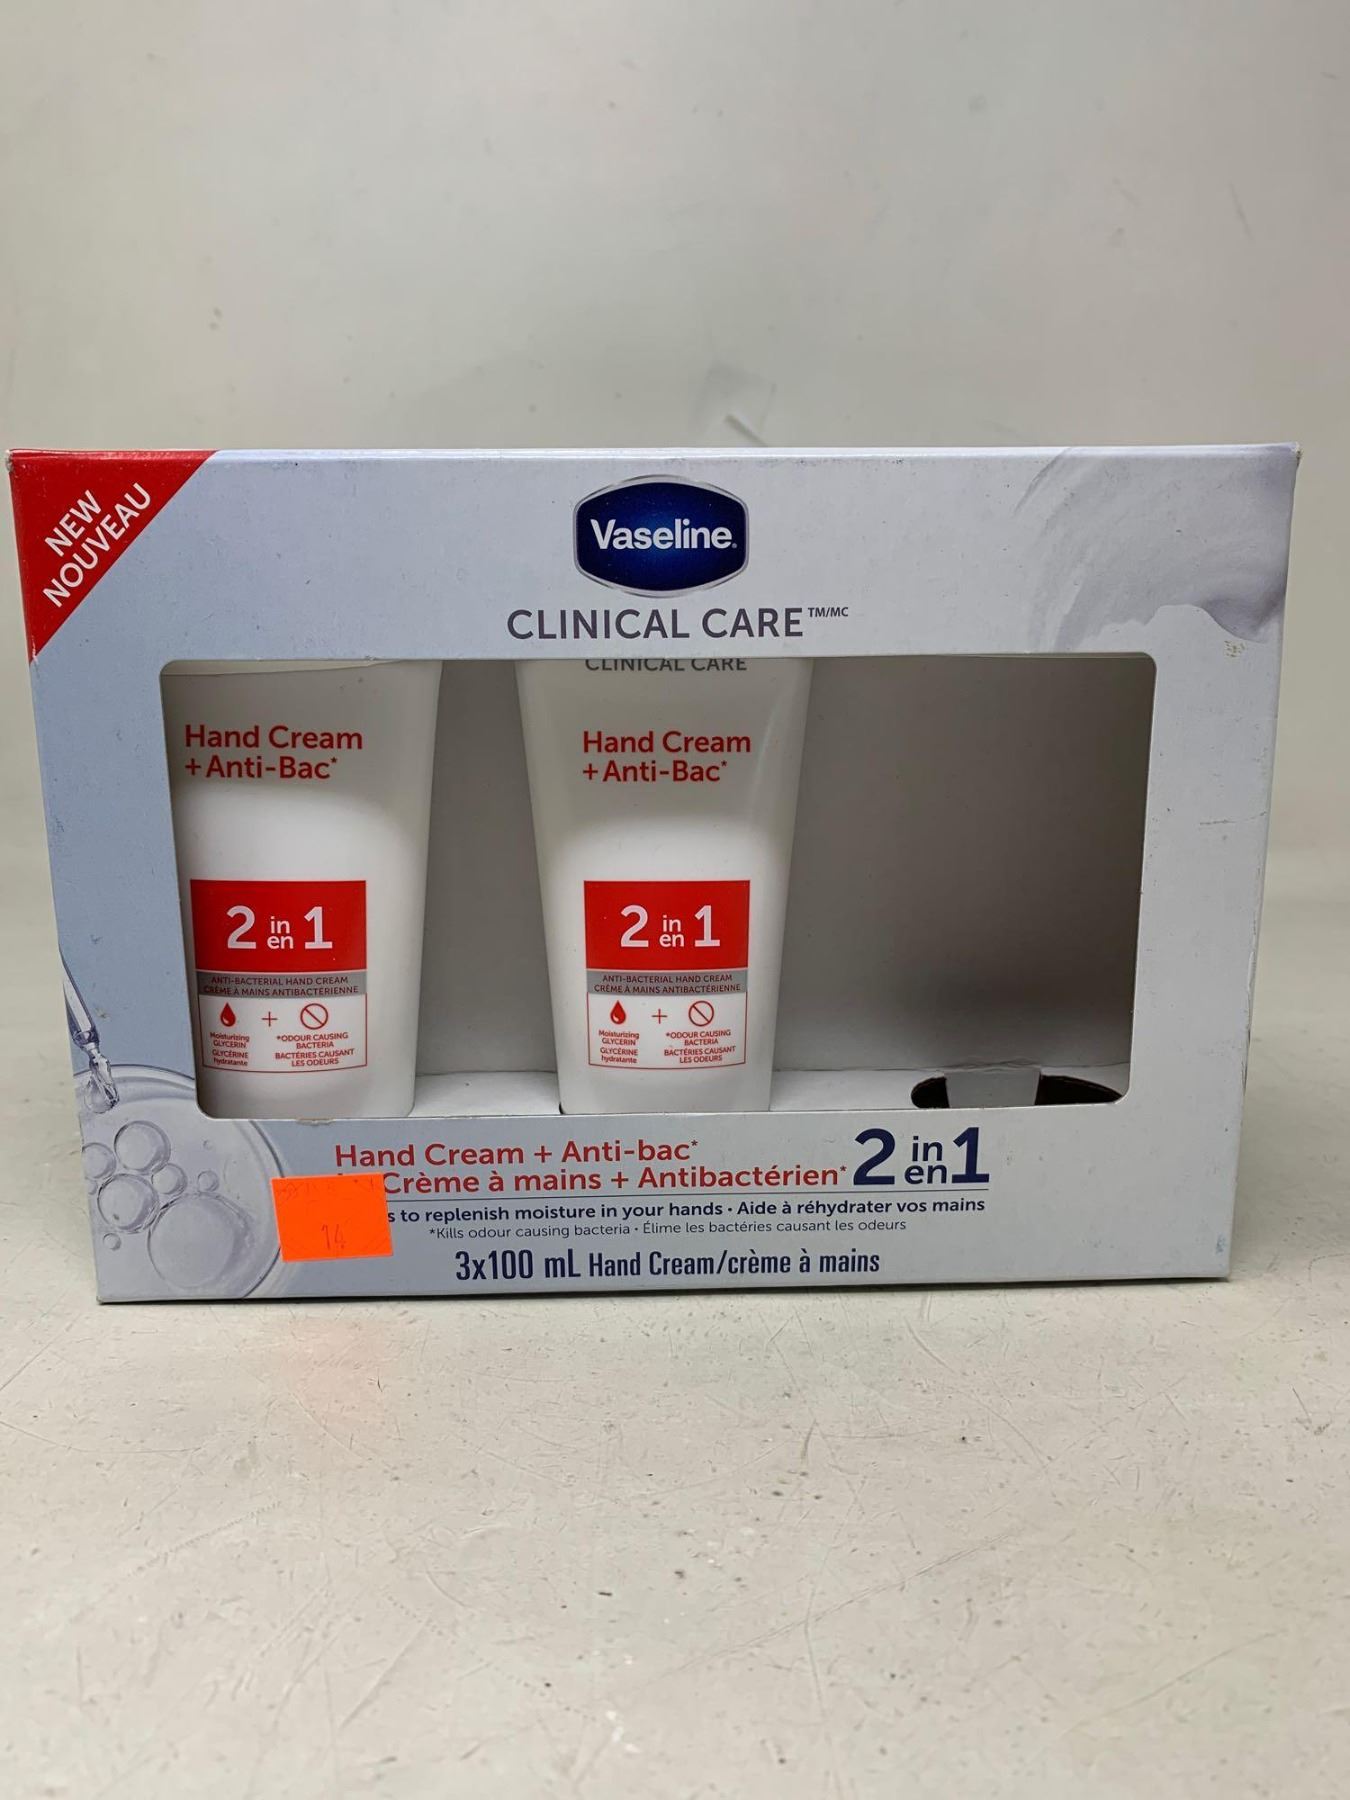 NEW
NOUVEAU
Vaseline
CLINICAL CARE TM/MC
CLINICAL CARE
Hand Cream
+Anti-Bac*
2 in en 1
ANTI-BACTERIAL HAND CREAM
CRÈME À MAINS ANTIBACTÉRIENNE
Moisturizing
GLYCERIN
GLYCÉRINE
hydratante
+
*ODOUR CAUSING
BACTERIA
BACTÉRIES CAUSANT
LES ODEURS
Hand Cream
+Anti-Bac*
2 in en 1
ANTI-BACTERIAL HAND CREAM
CRÈME À MAINS ANTIBACTÉRIENNE
Moisturizing
GLYCERIN
GLYCÉRINE
hydratante
+
*ODOUR CAUSING
BACTERIA
BACTÉRIES CAUSANT
LES ODEURS
Hand Cream + Anti-bac*
Crème à mains + Antibactérien*
2 in en 1
to replenish moisture in your hands • Aide à réhydrater vos mains
*Kills odour causing bacteria • Élime les bactéries causant les odeurs
3x100 mL Hand Cream/crème à mains
14